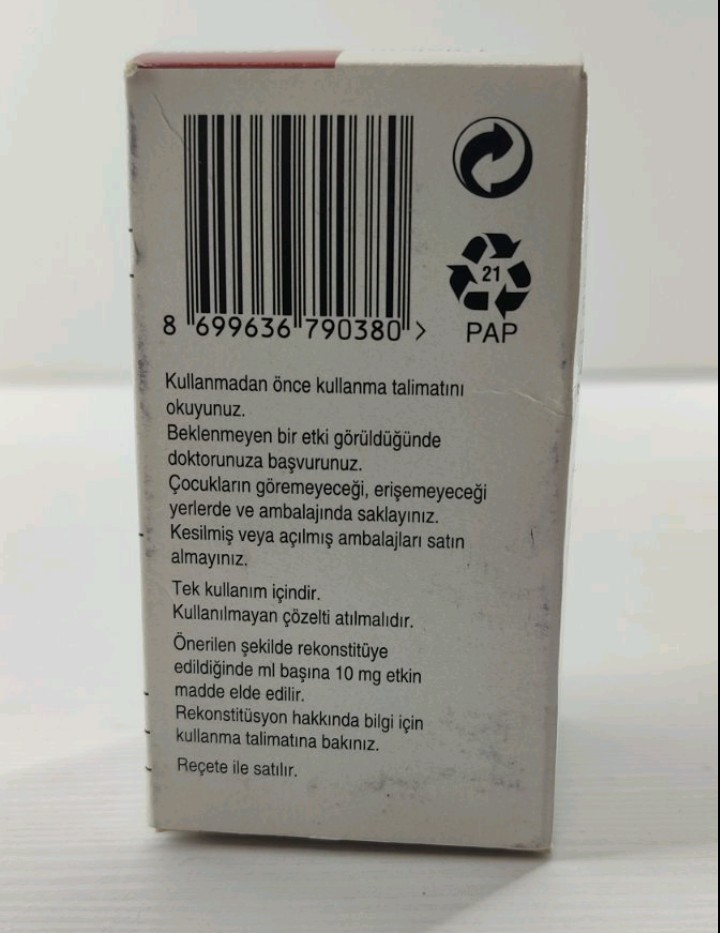 8 699636 790380 >
21
PAP
Kullanmadan önce kullanma talimatını
okuyunuz.
Beklenmeyen bir etki görüldüğünde
doktorunuza başvurunuz.
Çocukların göremeyeceği, erişemeyeceği
yerlerde ve ambalajında saklayınız.
Kesilmiş veya açılmış ambalajları satın
almayınız.
Tek kullanım içindir.
Kullanılmayan çözelti atılmalıdır.
Önerilen şekilde rekonstitüye
edildiğinde ml başına 10 mg etkin
madde elde edilir.
Rekonstitüsyon hakkında bilgi için
kullanma talimatına bakınız.
Reçete ile satılır.